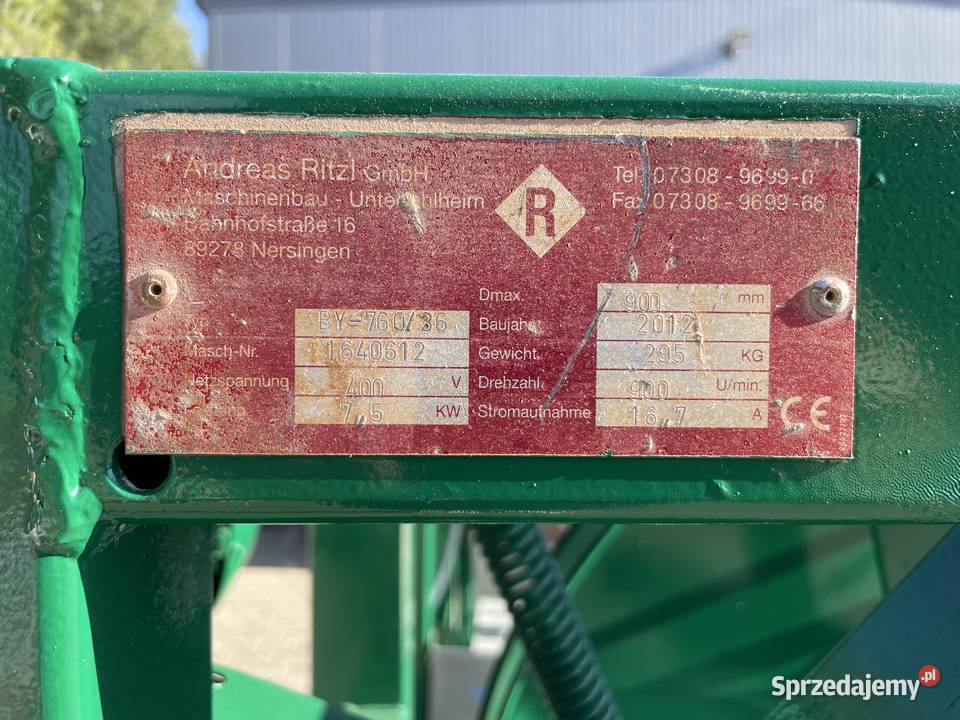 Andreas Ritzl GmbH
Maschinenbau - Unterfahlheim
Bahnhofstraße 16
89278 Nersingen
R
Tel. 07308 - 9699-0
Fax 07308 - 9699-66
BY-760/36
Masch-Nr. 1640612
Netzspannung 400 V
7,5 KW
Dmax. 900 mm
Baujahr 2012
Gewicht. 295 KG
Drehzahl. 900 U/min.
Stromaufnahme 16,7 A
CE
Sprzedajemy.pl